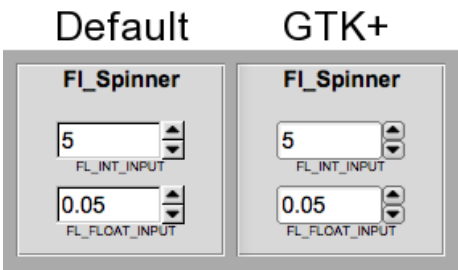 Default GTK+
Fl_Spinner Fl_Spinner
5 5
FL_INT_INPUT FL_INT_INPUT
0.05 0.05
FL_FLOAT_INPUT FL_FLOAT_INPUT